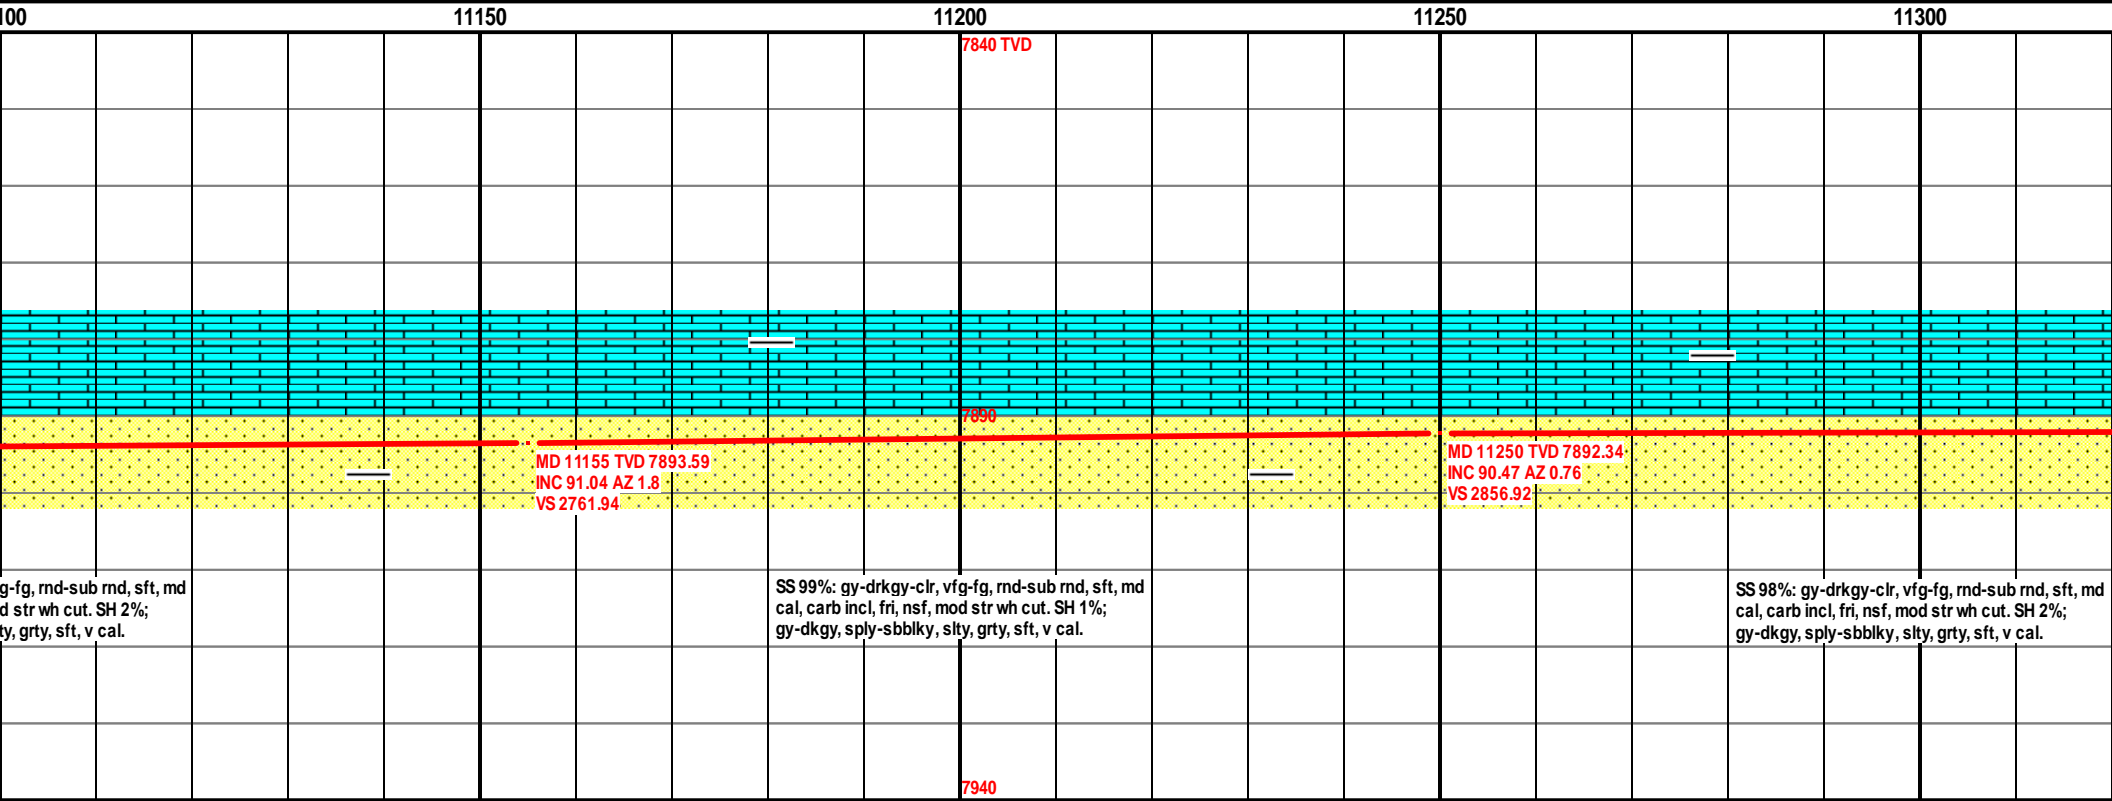 100 11150 11200 11250 11300
7840 TVD
7890
MD 11155 TVD 7893.59
INC 91.04 AZ 1.8
VS 2761.94
MD 11250 TVD 7892.34
INC 90.47 AZ 0.76
VS 2856.92
g-fg, rnd-sub rnd, sft, md
d str wh cut. SH 2%;
ty, grty, sft, v cal.
SS 99%: gy-drkgy-clr, vfg-fg, rnd-sub rnd, sft, md
cal, carb incl, fri, nsf, mod str wh cut. SH 1%;
gy-dkgy, sply-sbblky, slty, grty, sft, v cal.
SS 98%: gy-drkgy-clr, vfg-fg, rnd-sub rnd, sft, md
cal, carb incl, fri, nsf, mod str wh cut. SH 2%;
gy-dkgy, sply-sbblky, slty, grty, sft, v cal.
7940